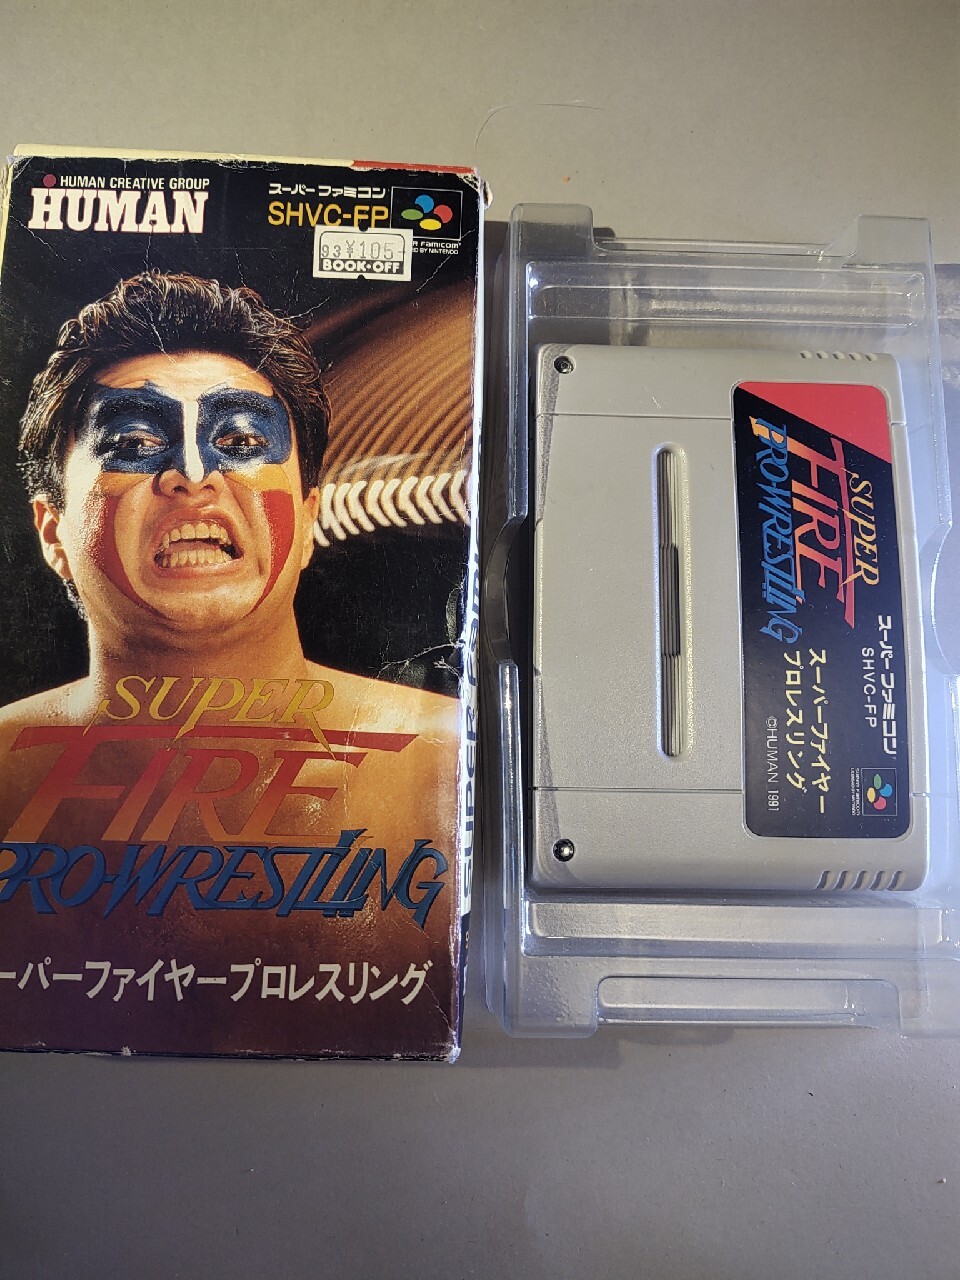 HUMAN CREATIVE GROUP
HUMAN
スーパーファミコン
SHVC-FP
93 ¥105-
BOOK・OFF
FAMICOM
BY NINTENDO
SUPER
FIRE
PRO-WRESTLING
ーパーファイヤープロレスリング
SUPER
FIRE
PRO-WRESTLING
スーパーファイヤー
プロレスリング
©HUMAN 1991
スーパーファミコン
SHVC-FP